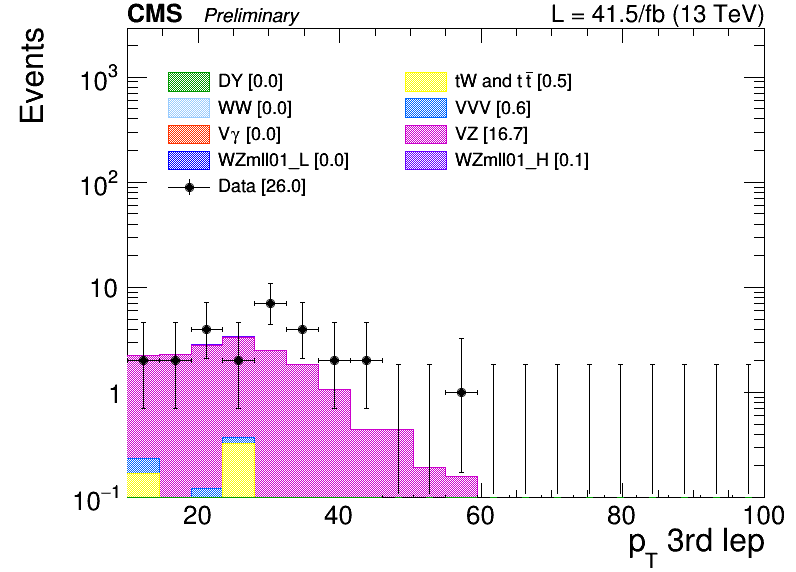 CMS Preliminary L = 41.5/fb (13 TeV)
Events
10³
10²
10
1
10⁻¹
DY [0.0]
WW [0.0]
Vγ [0.0]
WZmll01_L [0.0]
Data [26.0]
tW and tt̄ [0.5]
VVV [0.6]
VZ [16.7]
WZmll01_H [0.1]
20 40 60 80 100
p_T 3rd lep